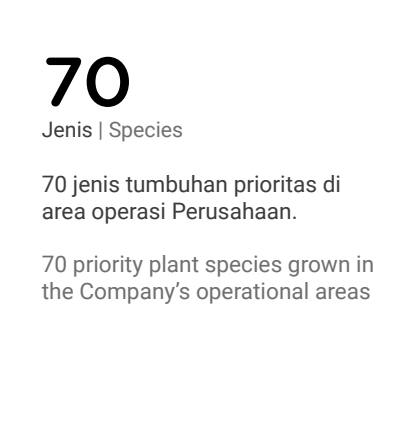 70
Jenis | Species
70 jenis tumbuhan prioritas di
area operasi Perusahaan.
70 priority plant species grown in
the Company’s operational areas